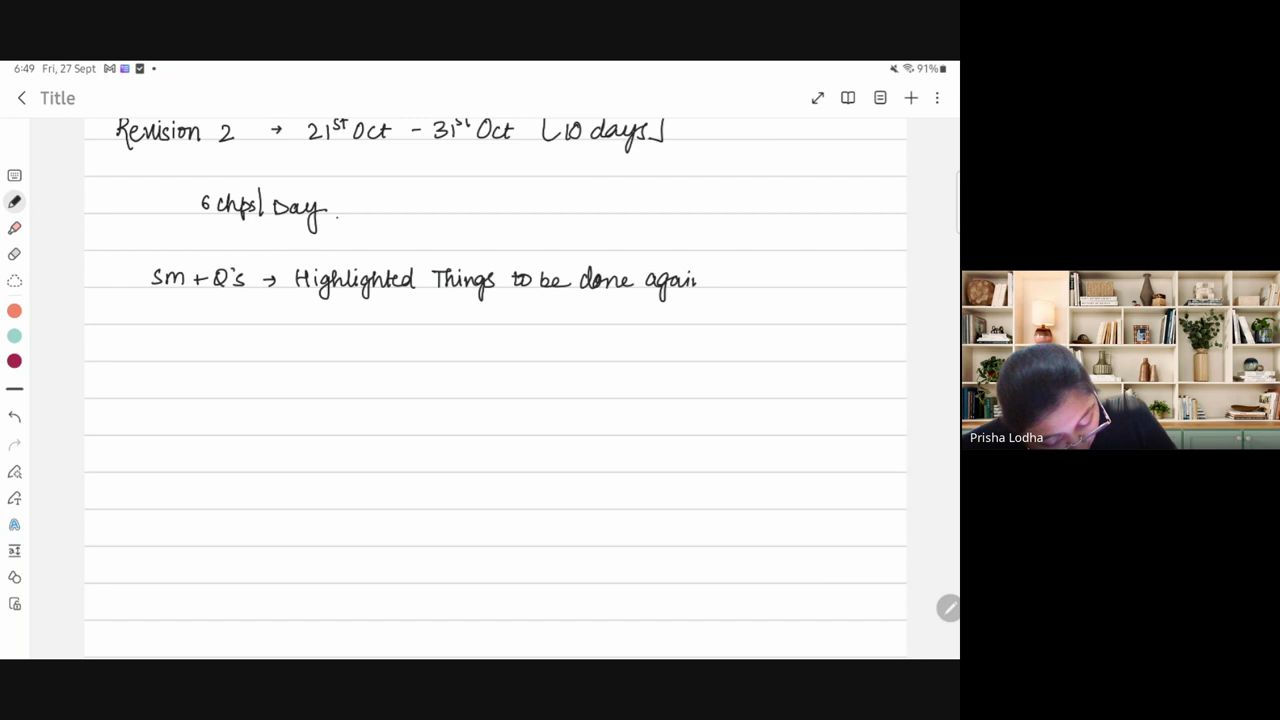 6:49 Fri, 27 Sept
91%
Title
Revision 2 → 21st Oct - 31st Oct [10 days]
6 chps/ Day.
SM + Q's → Highlighted Things to be done again
Prisha Lodha